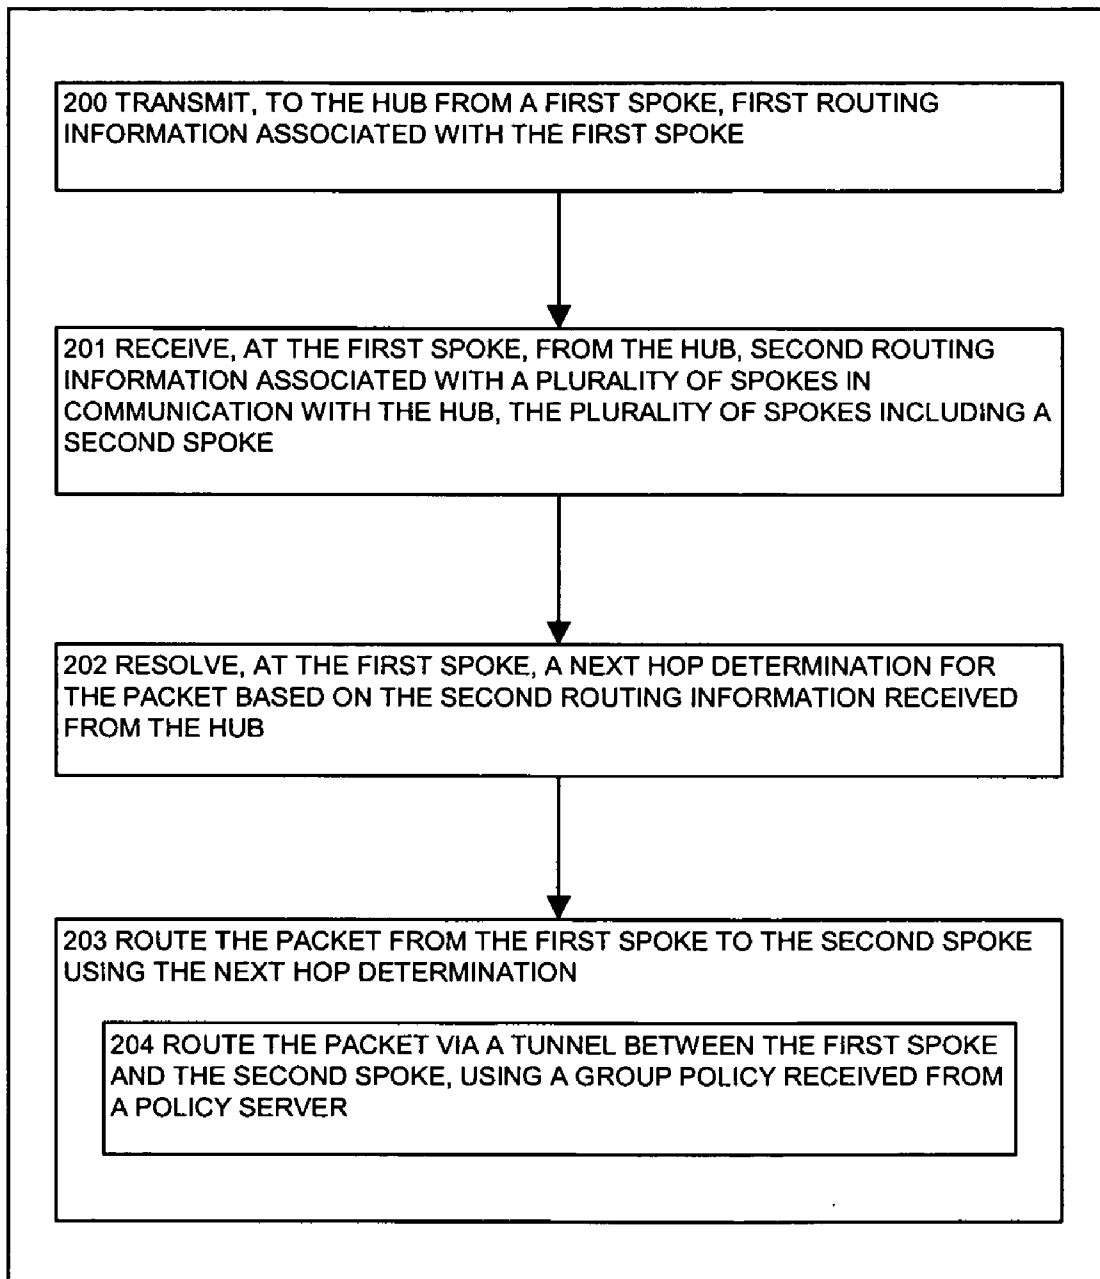 200 TRANSMIT, TO THE HUB FROM A FIRST SPOKE, FIRST ROUTING
INFORMATION ASSOCIATED WITH THE FIRST SPOKE
201 RECEIVE, AT THE FIRST SPOKE, FROM THE HUB, SECOND ROUTING
INFORMATION ASSOCIATED WITH A PLURALITY OF SPOKES IN
COMMUNICATION WITH THE HUB, THE PLURALITY OF SPOKES INCLUDING A
SECOND SPOKE
202 RESOLVE, AT THE FIRST SPOKE, A NEXT HOP DETERMINATION FOR
THE PACKET BASED ON THE SECOND ROUTING INFORMATION RECEIVED
FROM THE HUB
203 ROUTE THE PACKET FROM THE FIRST SPOKE TO THE SECOND SPOKE
USING THE NEXT HOP DETERMINATION
204 ROUTE THE PACKET VIA A TUNNEL BETWEEN THE FIRST SPOKE
AND THE SECOND SPOKE, USING A GROUP POLICY RECEIVED FROM
A POLICY SERVER